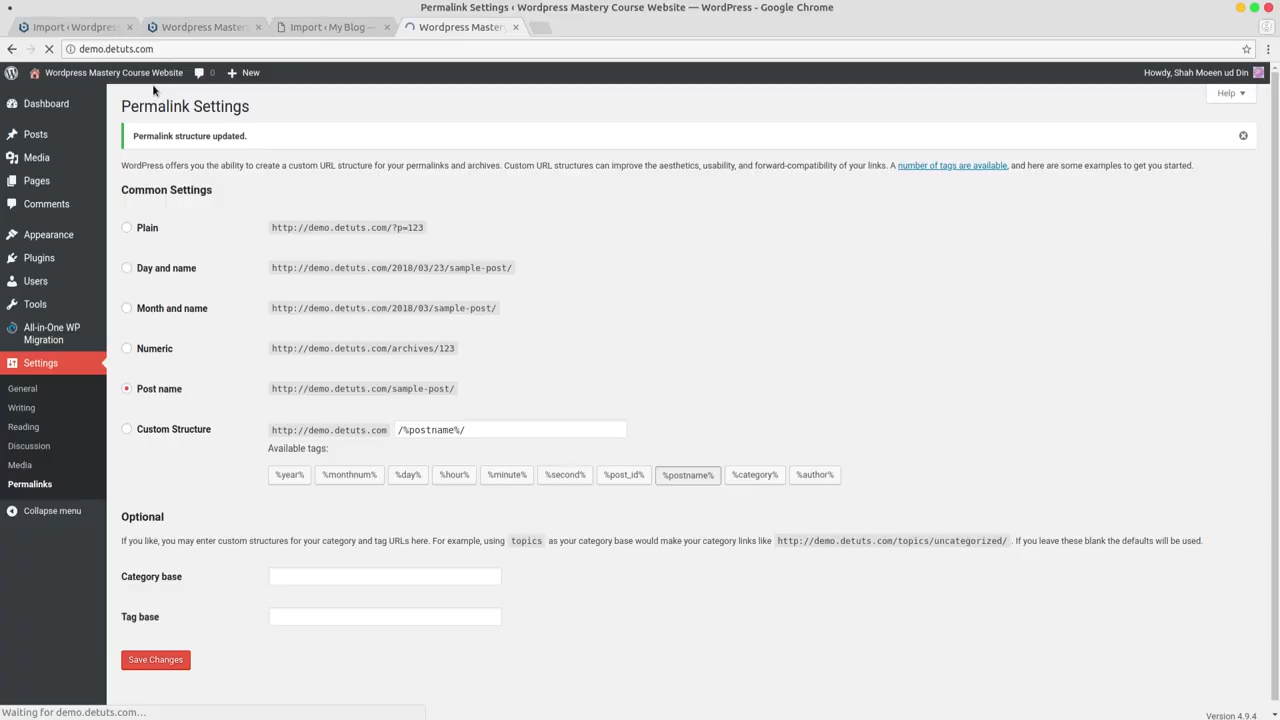 Permalink Settings ‹ Wordpress Mastery Course Website — WordPress - Google Chrome
Import ‹ Wordpress
Wordpress Mastery
Import ‹ My Blog —
Wordpress Mastery
demo.detuts.com
Wordpress Mastery Course Website
0
New
Howdy, Shah Moeen ud Din
Dashboard
Posts
Media
Pages
Comments
Appearance
Plugins
Users
Tools
All-in-One WP
Migration
Settings
General
Writing
Reading
Discussion
Media
Permalinks
Collapse menu
Help
Permalink Settings
Permalink structure updated.
WordPress offers you the ability to create a custom URL structure for your permalinks and archives. Custom URL structures can improve the aesthetics, usability, and forward-compatibility of your links. A number of tags are available, and here are some examples to get you started.
Common Settings
Plain http://demo.detuts.com/?p=123
Day and name http://demo.detuts.com/2018/03/23/sample-post/
Month and name http://demo.detuts.com/2018/03/sample-post/
Numeric http://demo.detuts.com/archives/123
Post name http://demo.detuts.com/sample-post/
Custom Structure http://demo.detuts.com /%postname%/
Available tags:
%year% %monthnum% %day% %hour% %minute% %second% %post_id% %postname% %category% %author%
Optional
If you like, you may enter custom structures for your category and tag URLs here. For example, using topics as your category base would make your category links like http://demo.detuts.com/topics/uncategorized/ . If you leave these blank the defaults will be used.
Category base
Tag base
Save Changes
Waiting for demo.detuts.com...
Version 4.9.4